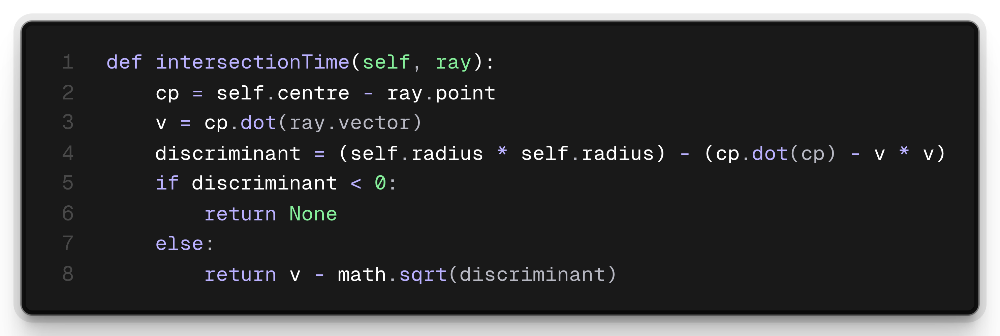 1 def intersectionTime(self, ray):
2     cp = self.centre - ray.point
3     v = cp.dot(ray.vector)
4     discriminant = (self.radius * self.radius) - (cp.dot(cp) - v * v)
5     if discriminant < 0:
6         return None
7     else:
8         return v - math.sqrt(discriminant)